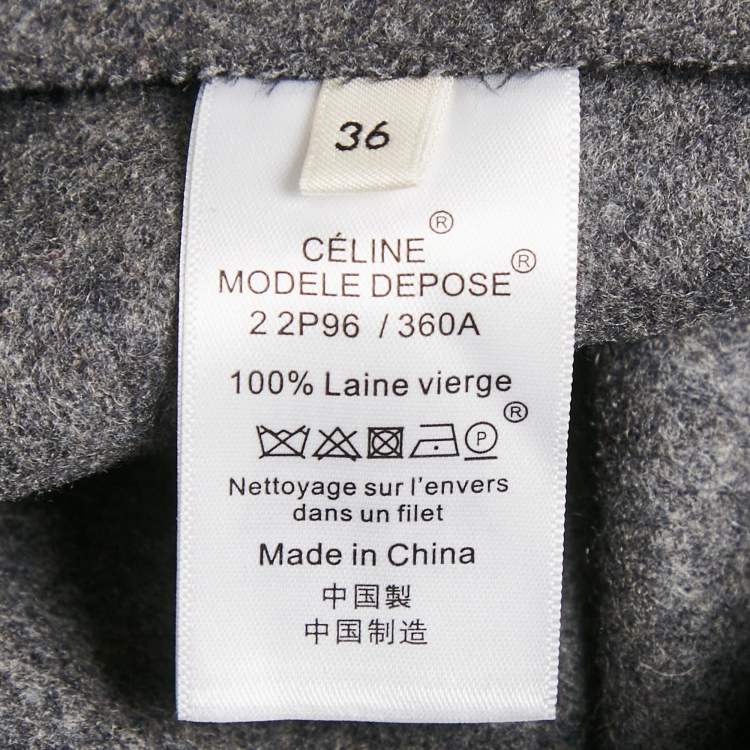 36
CÉLINE®
MODELE DEPOSE®
2 2P96 / 360A
100% Laine vierge
®
P
Nettoyage sur l'envers
dans un filet
Made in China
中国製
中国制造